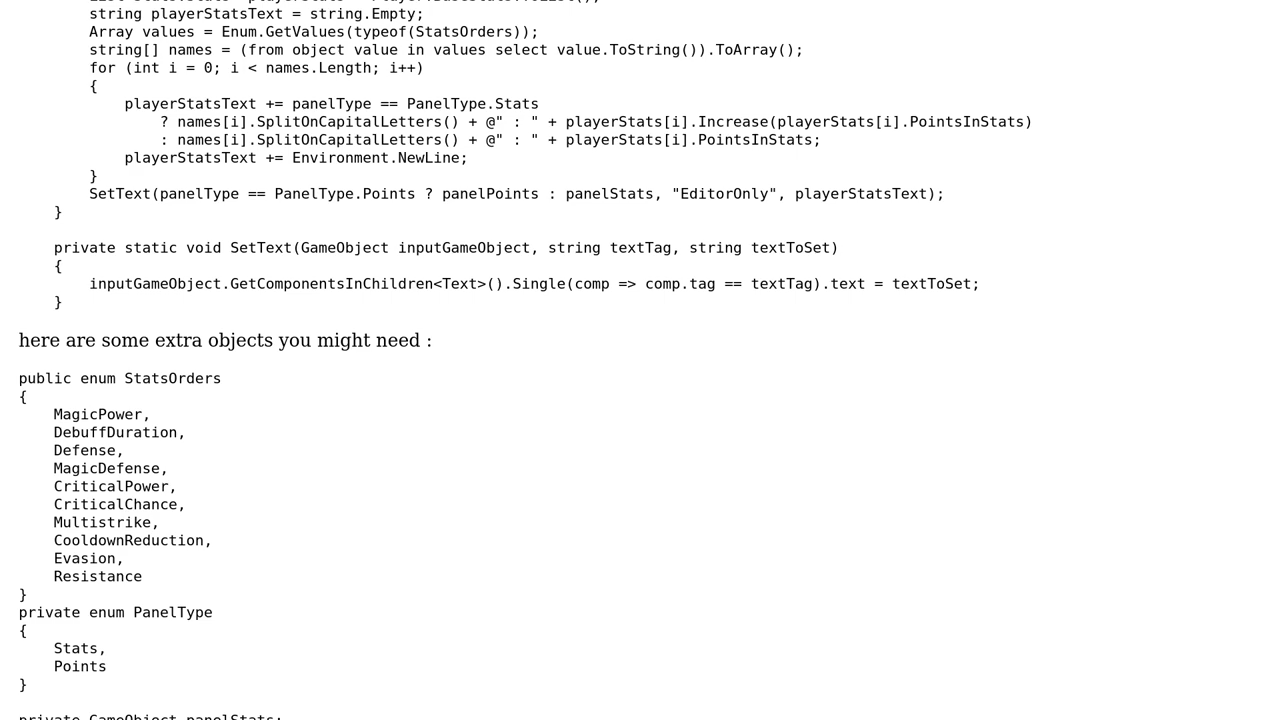 string playerStatsText = string.Empty;
Array values = Enum.GetValues(typeof(StatsOrders));
string[] names = (from object value in values select value.ToString()).ToArray();
for (int i = 0; i < names.Length; i++)
{
playerStatsText += panelType == PanelType.Stats
? names[i].SplitOnCapitalLetters() + @" : " + playerStats[i].Increase(playerStats[i].PointsInStats)
: names[i].SplitOnCapitalLetters() + @" : " + playerStats[i].PointsInStats;
playerStatsText += Environment.NewLine;
}
SetText(panelType == PanelType.Points ? panelPoints : panelStats, "EditorOnly", playerStatsText);
}
private static void SetText(GameObject inputGameObject, string textTag, string textToSet)
{
inputGameObject.GetComponentsInChildren<Text>().Single(comp => comp.tag == textTag).text = textToSet;
}
here are some extra objects you might need :
public enum StatsOrders
{
MagicPower,
DebuffDuration,
Defense,
MagicDefense,
CriticalPower,
CriticalChance,
Multistrike,
CooldownReduction,
Evasion,
Resistance
}
private enum PanelType
{
Stats,
Points
}
private GameObject panelStats;